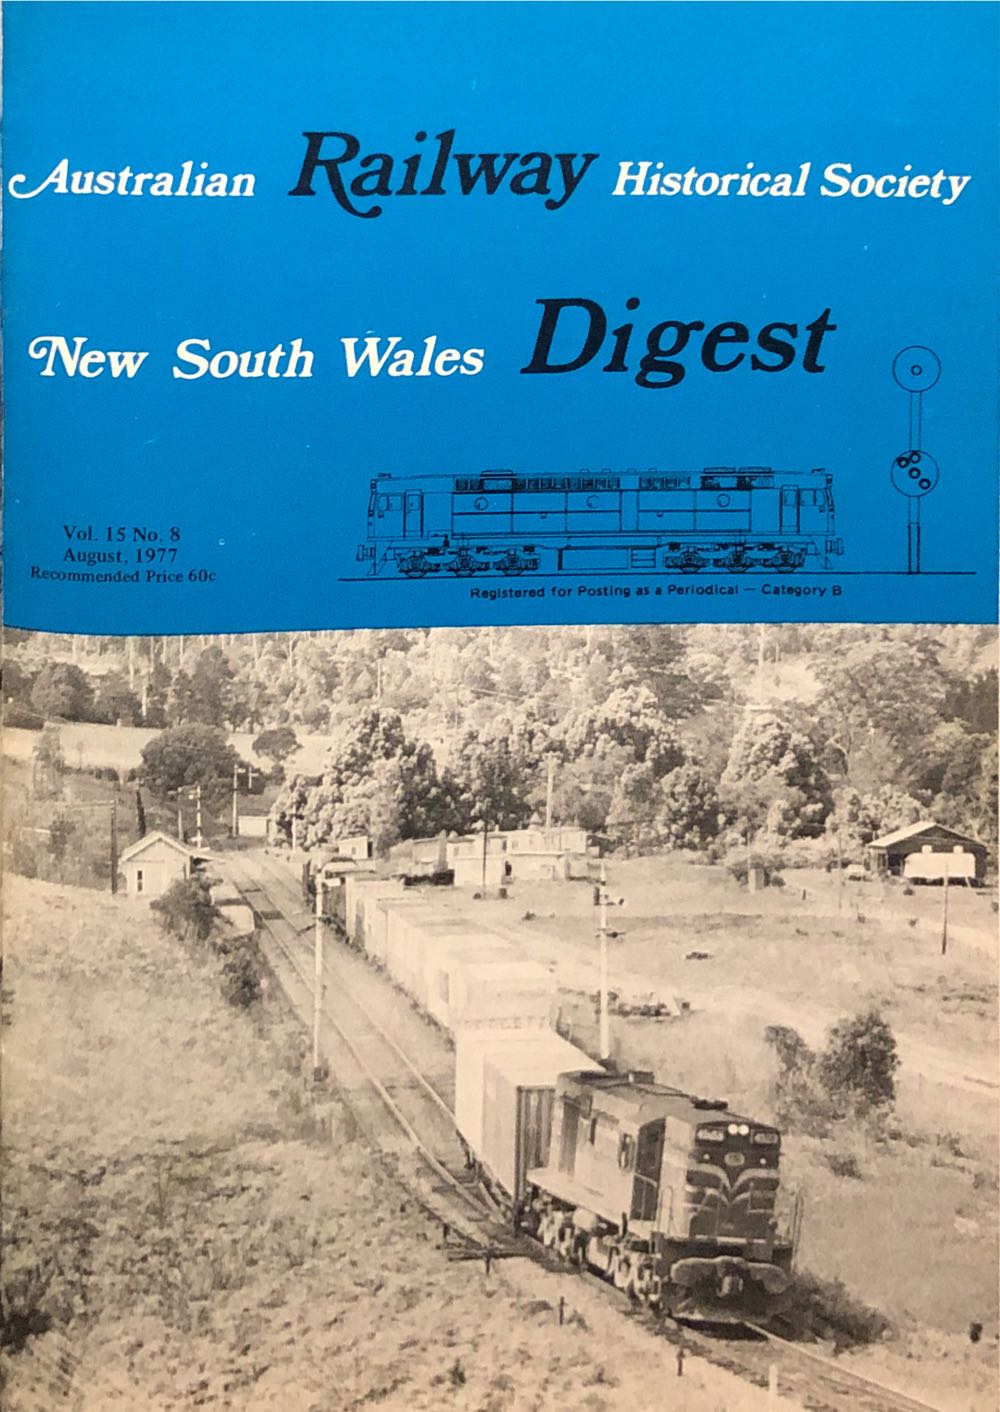 Australian Railway Historical Society
New South Wales Digest
Vol. 15 No. 8
August, 1977
Recommended Price 60c
Registered for Posting as a Periodical — Category B